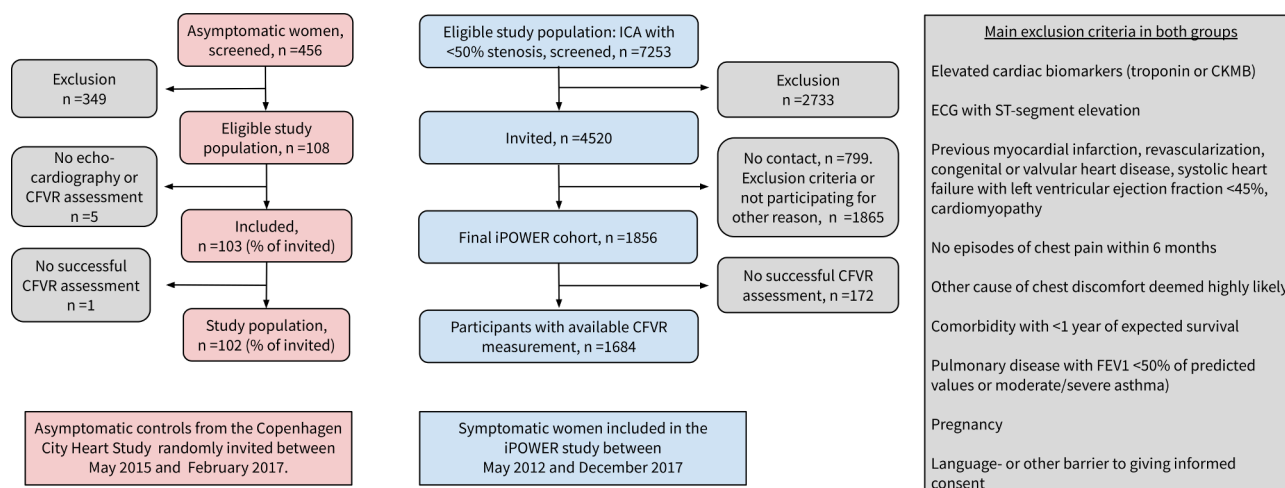 Asymptomatic women,
screened, n =456
Exclusion
n =349
Eligible study
population, n =108
No echo-
cardiography or
CFVR assessment
n =5
Included,
n =103 (% of invited)
No successful
CFVR assessment
n =1
Study population,
n =102 (% of invited)
Asymptomatic controls from the Copenhagen
City Heart Study randomly invited between
May 2015 and February 2017.
Eligible study population: ICA with
<50% stenosis, screened, n =7253
Exclusion
n =2733
Invited, n =4520
No contact, n =799.
Exclusion criteria or
not participating for
other reason, n =1865
Final iPOWER cohort, n =1856
No successful CFVR
assessment, n =172
Participants with available CFVR
measurement, n =1684
Symptomatic women included in the
iPOWER study between
May 2012 and December 2017
Main exclusion criteria in both groups
Elevated cardiac biomarkers (troponin or CKMB)
ECG with ST-segment elevation
Previous myocardial infarction, revascularization,
congenital or valvular heart disease, systolic heart
failure with left ventricular ejection fraction <45%,
cardiomyopathy
No episodes of chest pain within 6 months
Other cause of chest discomfort deemed highly likely
Comorbidity with <1 year of expected survival
Pulmonary disease with FEV1 <50% of predicted
values or moderate/severe asthma)
Pregnancy
Language- or other barrier to giving informed
consent